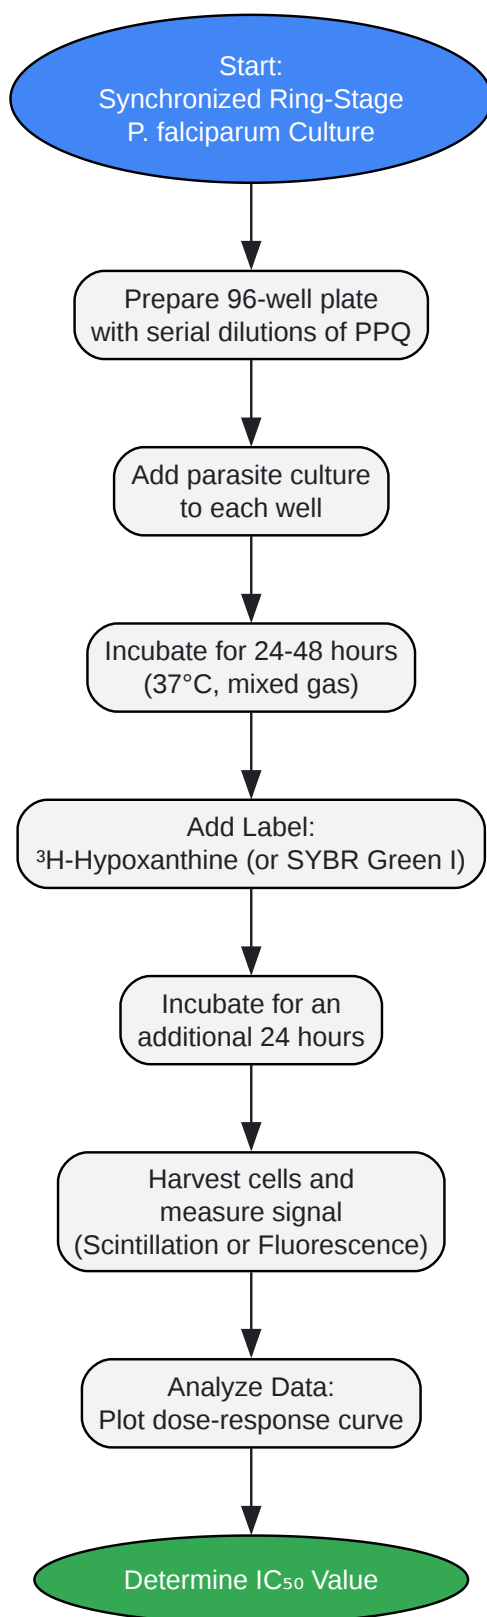 Start:
Synchronized Ring-Stage
P. falciparum Culture
Prepare 96-well plate
with serial dilutions of PPQ
Add parasite culture
to each well
Incubate for 24-48 hours
(37°C, mixed gas)
Add Label:
³H-Hypoxanthine (or SYBR Green I)
Incubate for an
additional 24 hours
Harvest cells and
measure signal
(Scintillation or Fluorescence)
Analyze Data:
Plot dose-response curve
Determine IC₅₀ Value